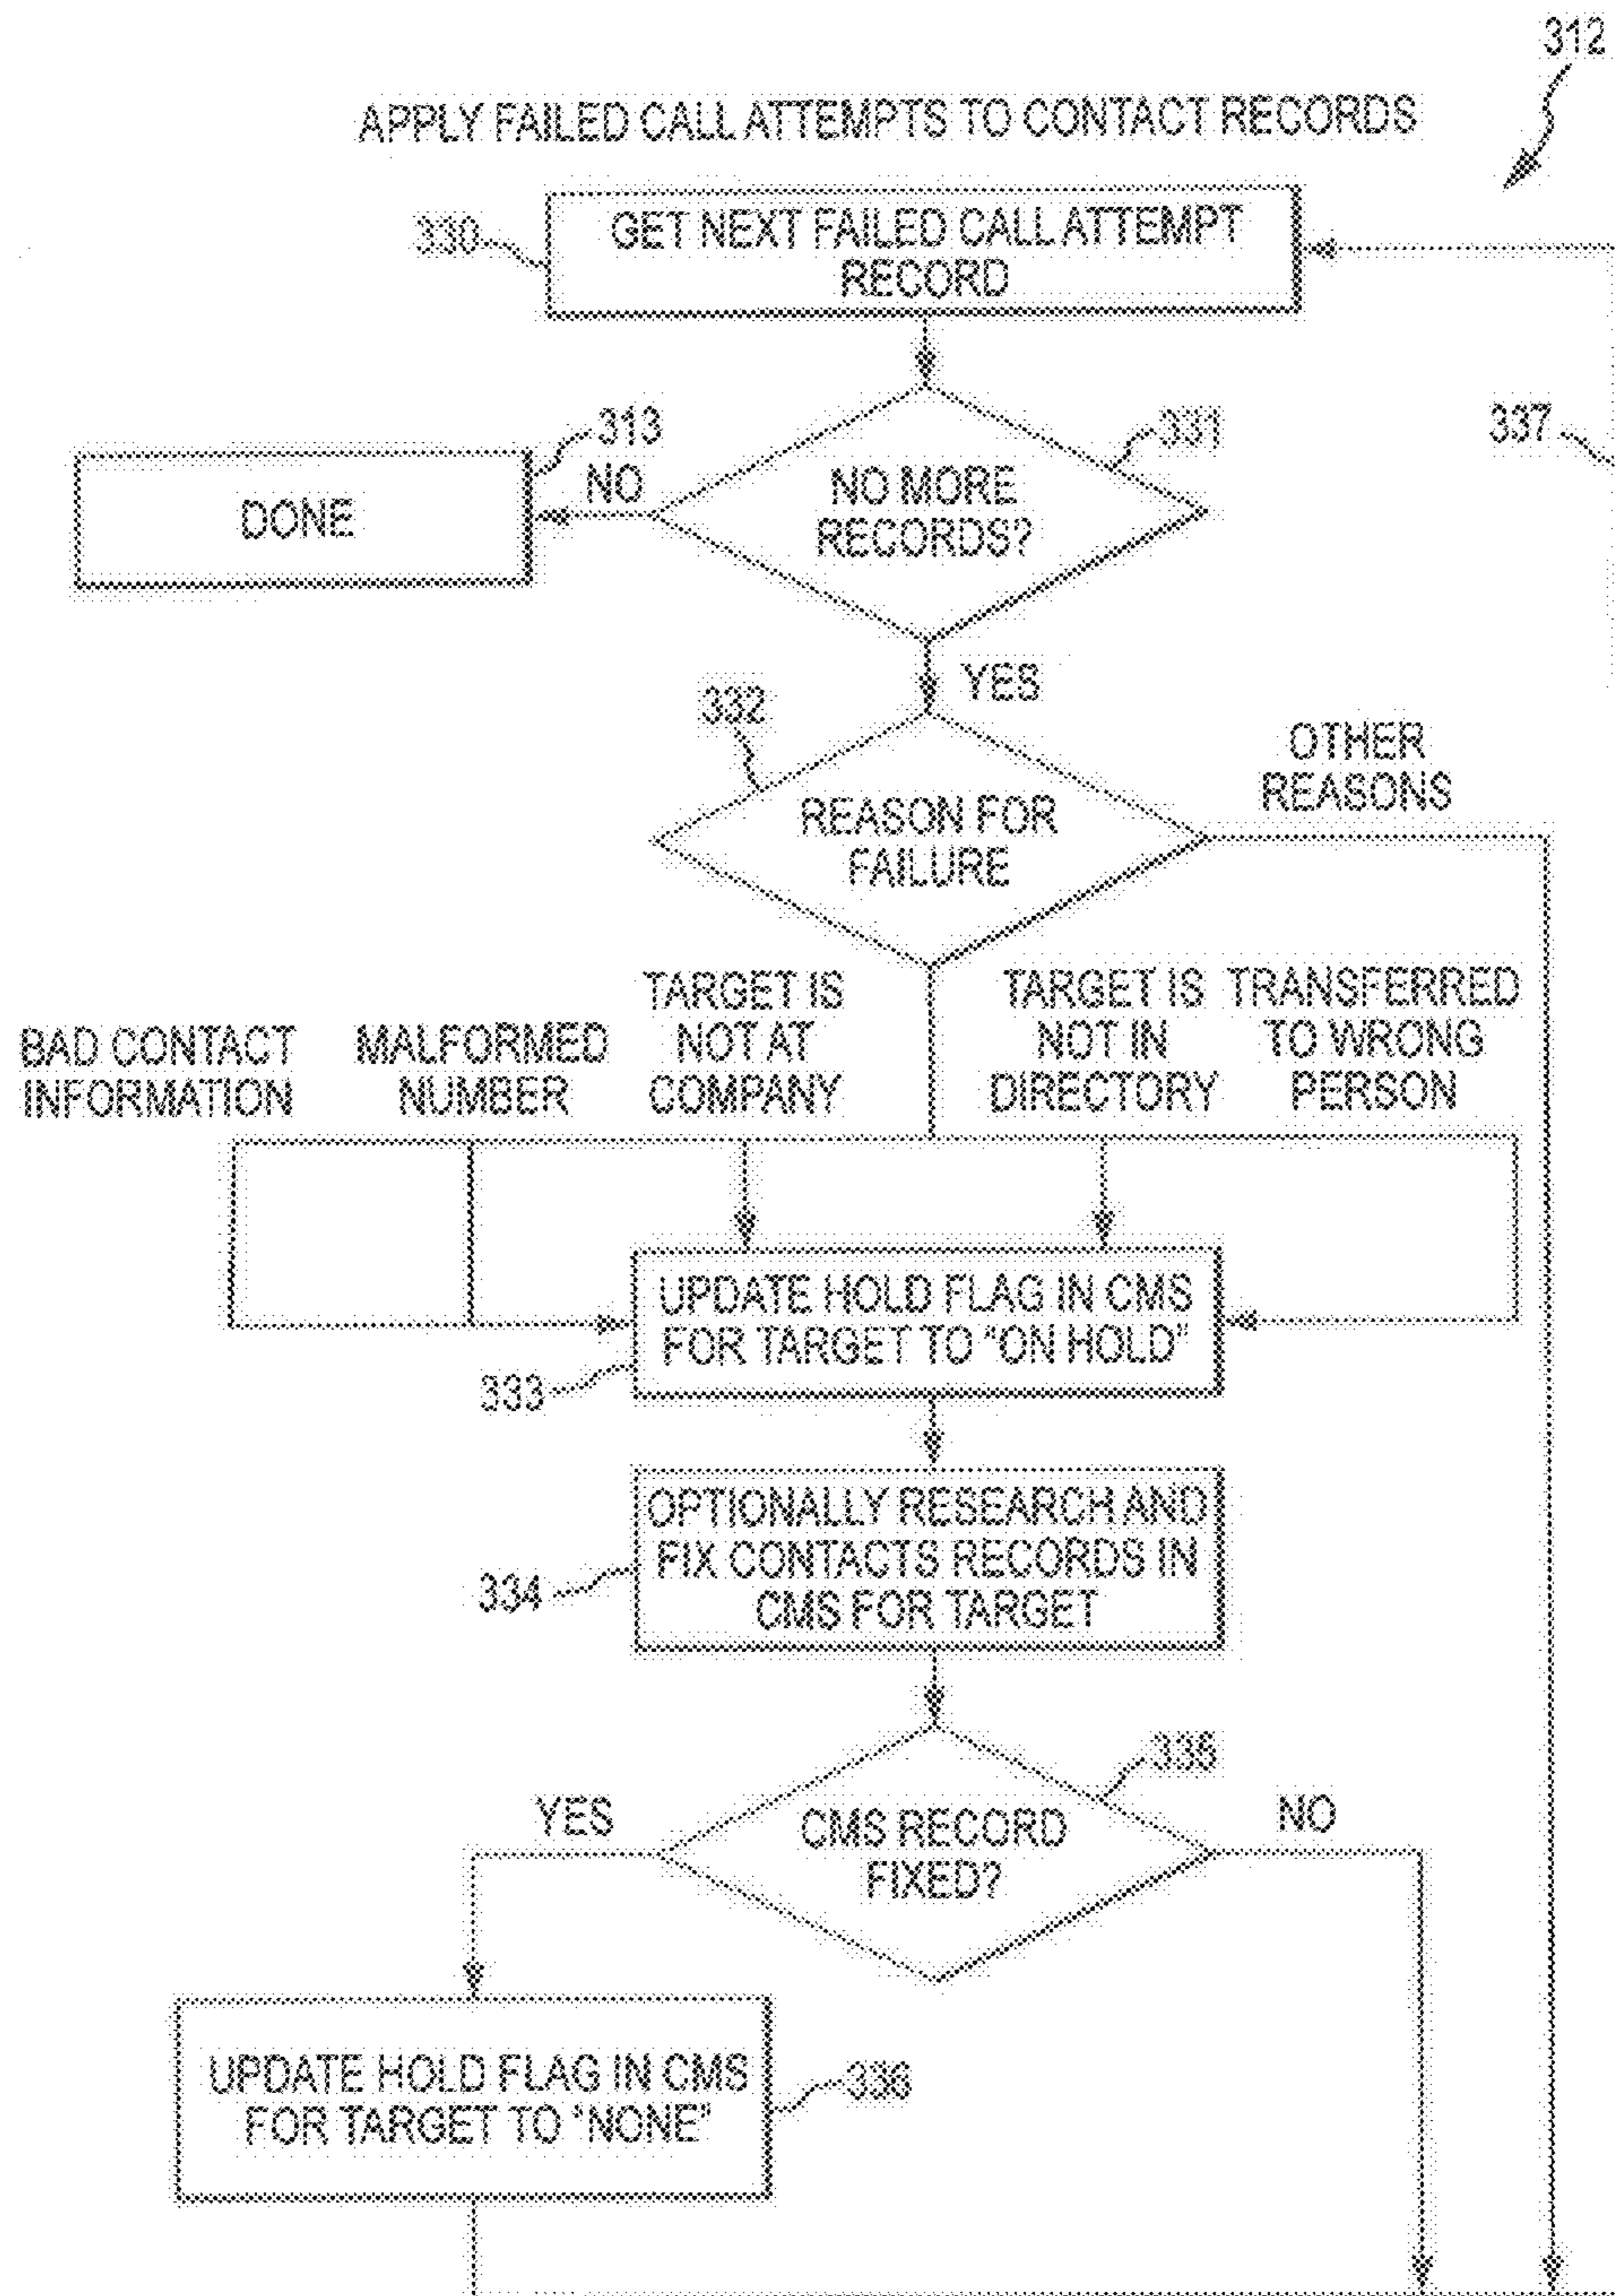 312
APPLY FAILED CALL ATTEMPTS TO CONTACT RECORDS
330
GET NEXT FAILED CALL ATTEMPT
RECORD
313
331
337
DONE
NO
NO MORE
RECORDS?
YES
332
OTHER
REASONS
REASON FOR
FAILURE
BAD CONTACT
INFORMATION
MALFORMED
NUMBER
TARGET IS
NOT AT
COMPANY
TARGET IS
NOT IN
DIRECTORY
TRANSFERRED
TO WRONG
PERSON
UPDATE HOLD FLAG IN CMS
FOR TARGET TO "ON HOLD"
333
OPTIONALLY RESEARCH AND
FIX CONTACTS RECORDS IN
CMS FOR TARGET
334
335
YES
CMS RECORD
FIXED?
NO
UPDATE HOLD FLAG IN CMS
FOR TARGET TO "NONE"
336